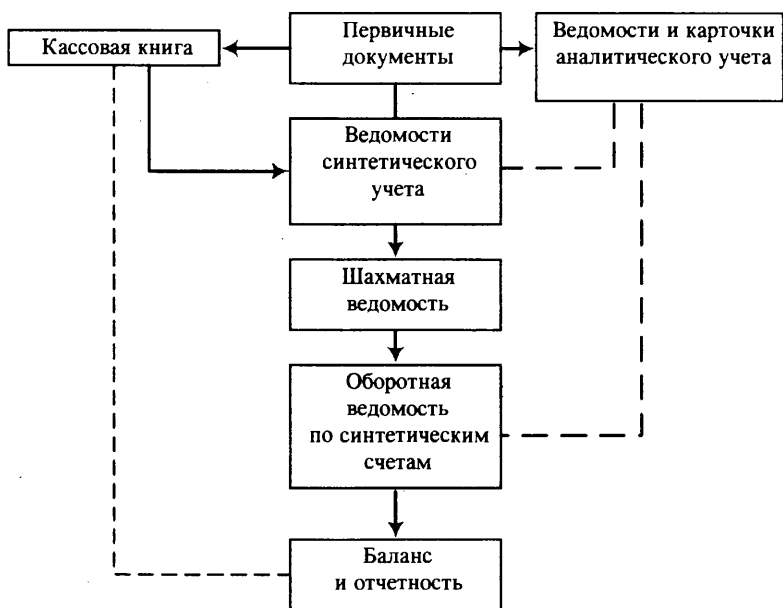 Кассовая книга
Первичные
документы
Ведомости и карточки
аналитического учета
Ведомости
синтетического
учета
Шахматная
ведомость
Оборотная
ведомость
по синтетическим
счетам
Баланс
и отчетность